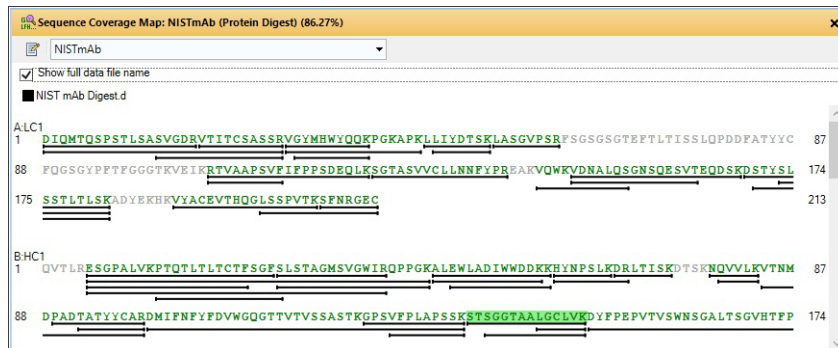 Sequence Coverage Map: NISTmAb (Protein Digest) (86.27%)
NISTmAb
Show full data file name
NIST mAb Digest.d
A:LC1
1 DIQMTQSPSTLSASVGDRVTITCSASSRVGYMHWYQQKPGKAPKLLIYDTSKLASGVPSRFSGSGSGTEFTLTISSLQPDDFATYYC 87
88 FQGSGYPFTFGGGTKVEIKRTVAAPSVFIFPPSDEQLKSGTASVVCLLNNFYPREAKVQWKVDNALQSGNSQESVTEQDSKDSTYSL 174
175 SSTLTLSKADYEKHKVYACEVTHQGLSSPVTKSFNRGEC 213
B:HC1
1 QVTLRESGPALVKPTQTLTLTCTFSGFSLSTAGMSVGWIRQPPGKALEWLADIWWDDKKHYNPSLKDRLTISKDTSKNQVVLKVTNM 87
88 DPADTATYYCARDMIFNFYFDVWGQGTTVTVSSASTKGPSVFPLAPSSKSTSGGTAALGCLVKDYFPEPVTVSWNSGALTSGVHTFP 174